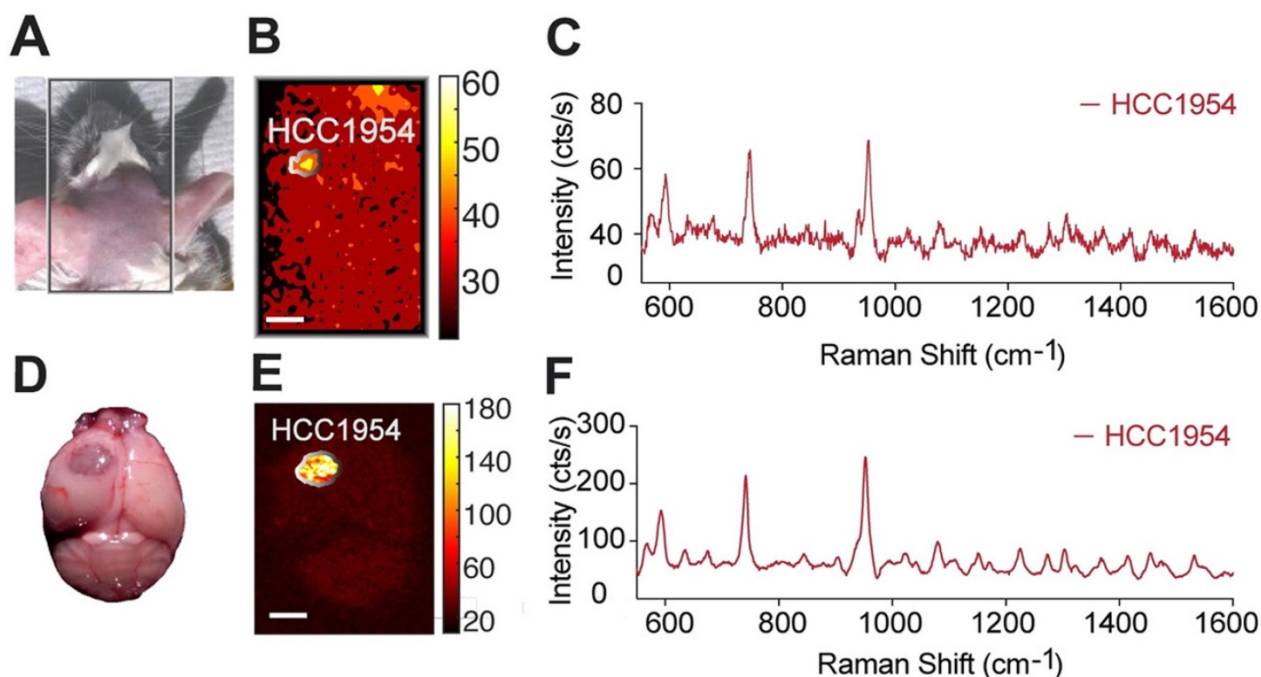 A
B
HCC1954
60
50
40
30
C
Intensity (cts/s)
80
60
40
0
— HCC1954
600 800 1000 1200 1400 1600
Raman Shift (cm-1)
D
E
HCC1954
180
140
100
60
20
F
Intensity (cts/s)
300
200
100
0
— HCC1954
600 800 1000 1200 1400 1600
Raman Shift (cm-1)